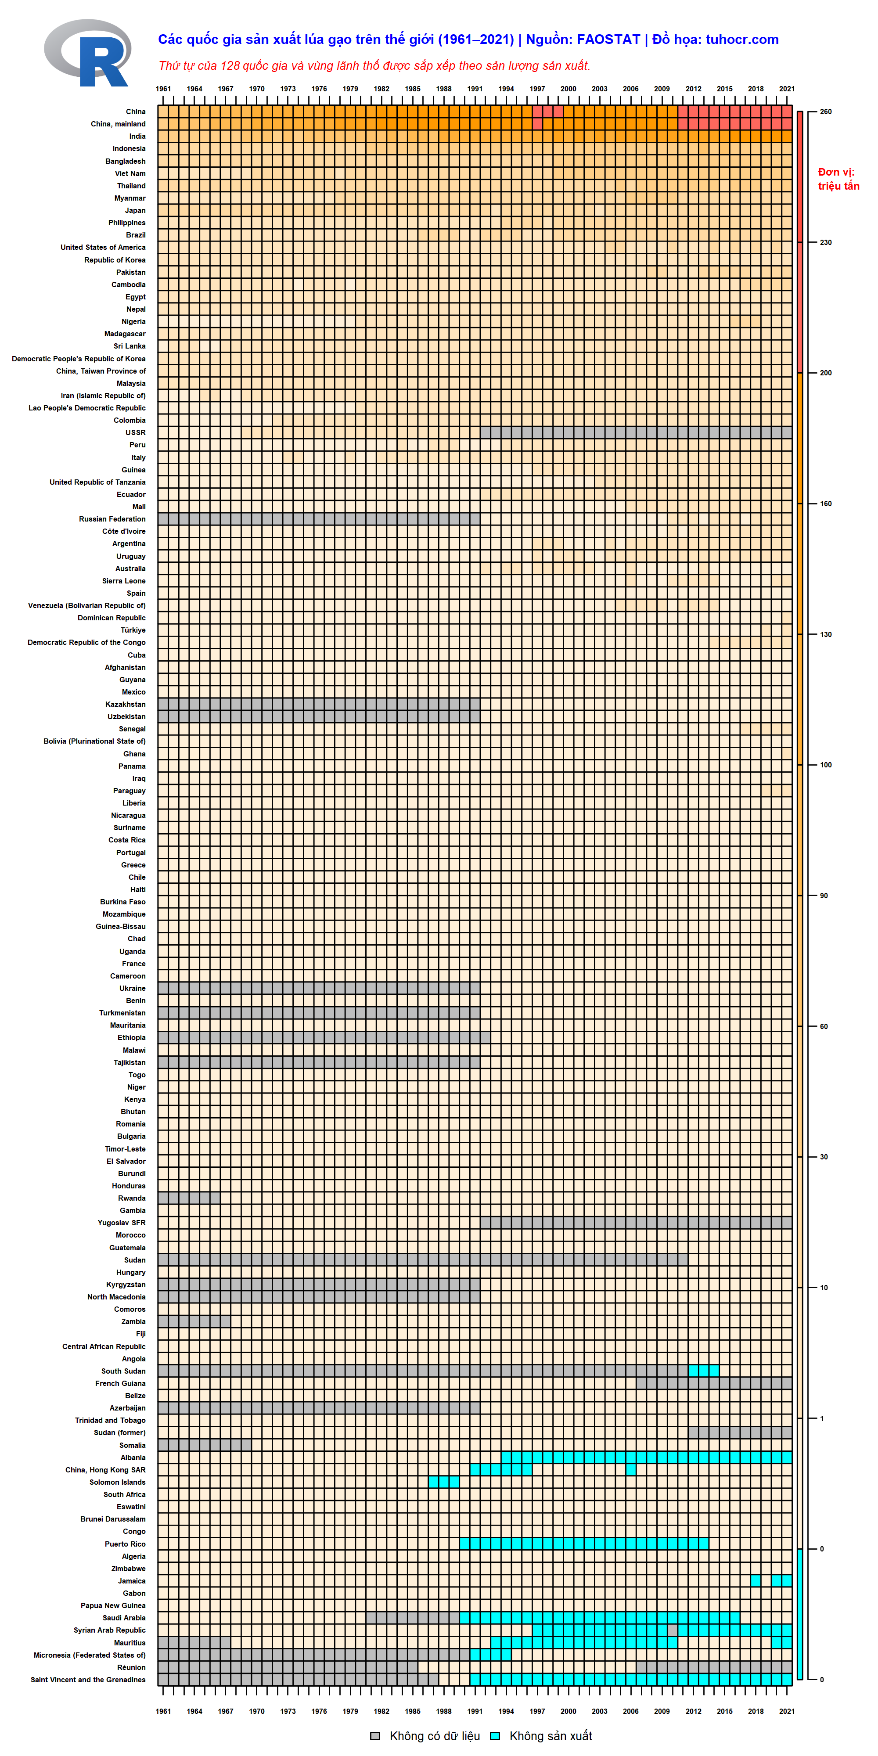 R
Các quốc gia sản xuất lúa gạo trên thế giới (1961–2021) | Nguồn: FAOSTAT | Đồ họa: tuhocr.com
Thứ tự của 128 quốc gia và vùng lãnh thổ được sắp xếp theo sản lượng sản xuất.
1961 1964 1967 1970 1973 1976 1979 1982 1985 1988 1991 1994 1997 2000 2003 2006 2009 2012 2015 2018 2021
China
China, mainland
India
Indonesia
Bangladesh
Viet Nam
Thailand
Myanmar
Japan
Philippines
Brazil
United States of America
Republic of Korea
Pakistan
Cambodia
Egypt
Nepal
Nigeria
Madagascar
Sri Lanka
Democratic People's Republic of Korea
China, Taiwan Province of
Malaysia
Iran (Islamic Republic of)
Lao People's Democratic Republic
Colombia
USSR
Peru
Italy
Guinea
United Republic of Tanzania
Ecuador
Mali
Russian Federation
Côte d'Ivoire
Argentina
Uruguay
Australia
Sierra Leone
Spain
Venezuela (Bolivarian Republic of)
Dominican Republic
Türkiye
Democratic Republic of the Congo
Cuba
Afghanistan
Guyana
Mexico
Kazakhstan
Uzbekistan
Senegal
Bolivia (Plurinational State of)
Ghana
Panama
Iraq
Paraguay
Liberia
Nicaragua
Suriname
Costa Rica
Portugal
Greece
Chile
Haiti
Burkina Faso
Mozambique
Guinea-Bissau
Chad
Uganda
France
Cameroon
Ukraine
Benin
Turkmenistan
Mauritania
Ethiopia
Malawi
Tajikistan
Togo
Niger
Kenya
Bhutan
Romania
Bulgaria
Timor-Leste
El Salvador
Burundi
Honduras
Rwanda
Gambia
Yugoslav SFR
Morocco
Guatemala
Sudan
Hungary
Kyrgyzstan
North Macedonia
Comoros
Zambia
Fiji
Central African Republic
Angola
South Sudan
French Guiana
Belize
Azerbaijan
Trinidad and Tobago
Sudan (former)
Somalia
Albania
China, Hong Kong SAR
Solomon Islands
South Africa
Eswatini
Brunei Darussalam
Congo
Puerto Rico
Algeria
Zimbabwe
Jamaica
Gabon
Papua New Guinea
Saudi Arabia
Syrian Arab Republic
Mauritius
Micronesia (Federated States of)
Réunion
Saint Vincent and the Grenadines
1961 1964 1967 1970 1973 1976 1979 1982 1985 1988 1991 1994 1997 2000 2003 2006 2009 2012 2015 2018 2021
Đơn vị:
triệu tấn
260
230
200
160
130
100
90
60
30
10
1
0
0
Không có dữ liệu Không sản xuất